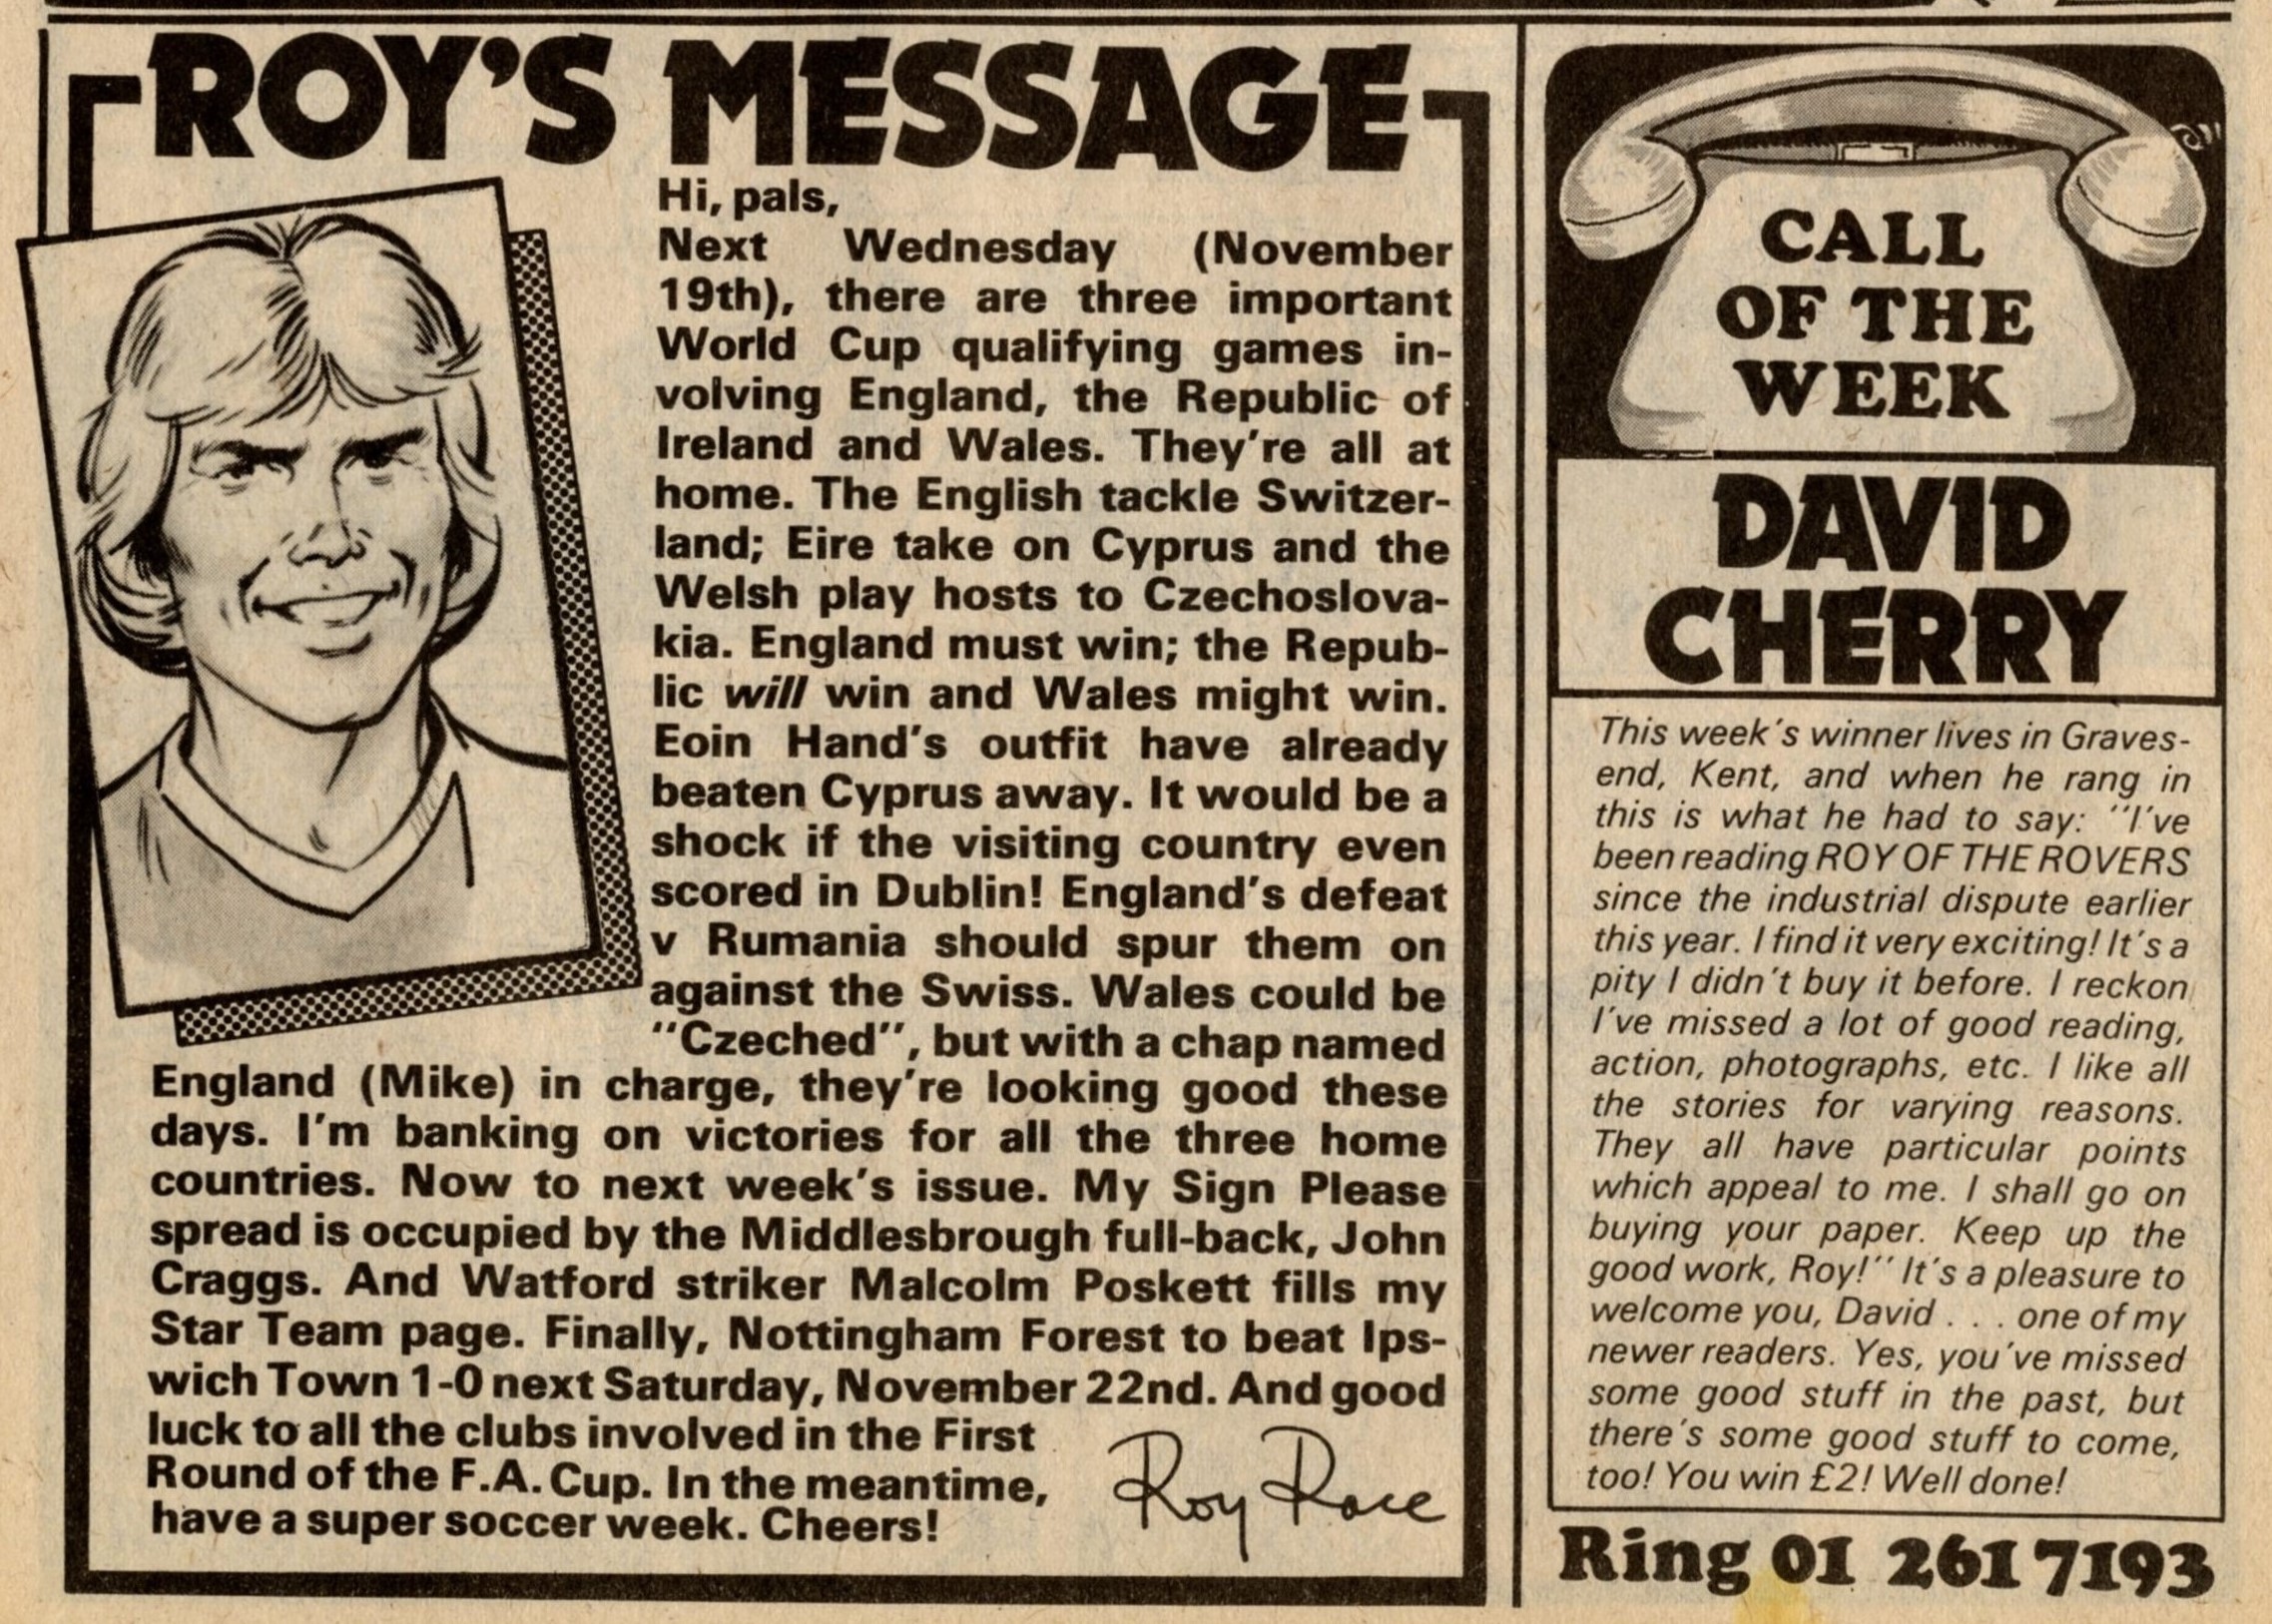 ROY'S MESSAGE
Hi, pals,
Next Wednesday (November
19th), there are three important
World Cup qualifying games in-
volving England, the Republic of
Ireland and Wales. They're all at
home. The English tackle Switzer-
land; Eire take on Cyprus and the
Welsh play hosts to Czechoslova-
kia. England must win; the Repub-
lic will win and Wales might win.
Eoin Hand's outfit have already
beaten Cyprus away. It would be a
shock if the visiting country even
scored in Dublin! England's defeat
v Rumania should spur them on
against the Swiss. Wales could be
"Czeched", but with a chap named
England (Mike) in charge, they're looking good these
days. I'm banking on victories for all the three home
countries. Now to next week's issue. My Sign Please
spread is occupied by the Middlesbrough full-back, John
Craggs. And Watford striker Malcolm Poskett fills my
Star Team page. Finally, Nottingham Forest to beat Ips-
wich Town 1-0 next Saturday, November 22nd. And good
luck to all the clubs involved in the First
Round of the F.A. Cup. In the meantime,
have a super soccer week. Cheers!
Roy Race
CALL
OF THE
WEEK
DAVID
CHERRY
This week's winner lives in Graves-
end, Kent, and when he rang in
this is what he had to say: "I've
been reading ROY OF THE ROVERS
since the industrial dispute earlier
this year. I find it very exciting! It's a
pity I didn't buy it before. I reckon
I've missed a lot of good reading,
action, photographs, etc. I like all
the stories for varying reasons.
They all have particular points
which appeal to me. I shall go on
buying your paper. Keep up the
good work, Roy!" It's a pleasure to
welcome you, David . . . one of my
newer readers. Yes, you've missed
some good stuff in the past, but
there's some good stuff to come,
too! You win £2! Well done!
Ring 01 261 7193